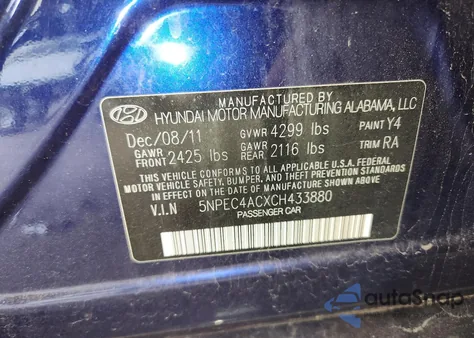 MANUFACTURED BY
HYUNDAI MOTOR MANUFACTURING ALABAMA, LLC
Dec/08/11 GVWR 4299 lbs PAINT Y4
GAWR FRONT 2425 lbs GAWR REAR 2116 lbs TRIM RA
THIS VEHICLE CONFORMS TO ALL APPLICABLE U.S.A. FEDERAL
MOTOR VEHICLE SAFETY, BUMPER, AND THEFT PREVENTION STANDARDS
IN EFFECT ON THE DATE OF MANUFACTURE SHOWN ABOVE.
V.I.N 5NPEC4ACXCH433880
PASSENGER CAR
autoSnap